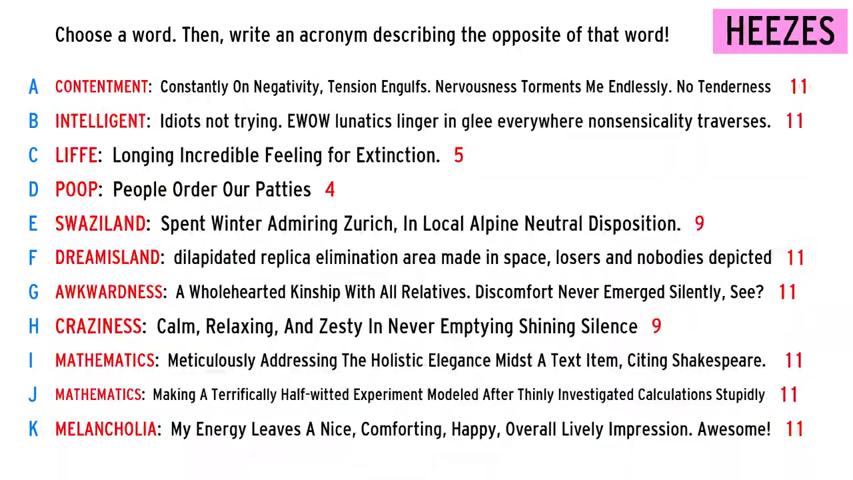 Choose a word. Then, write an acronym describing the opposite of that word!
HEEZES
A CONTENTMENT: Constantly On Negativity, Tension Engulfs. Nervousness Torments Me Endlessly. No Tenderness 11
B INTELLIGENT: Idiots not trying. EWOW lunatics linger in glee everywhere nonsensicality traverses. 11
C LIFFE: Longing Incredible Feeling for Extinction. 5
D POOP: People Order Our Patties 4
E SWAZILAND: Spent Winter Admiring Zurich, In Local Alpine Neutral Disposition. 9
F DREAMISLAND: dilapidated replica elimination area made in space, losers and nobodies depicted 11
G AWKWARDNESS: A Wholehearted Kinship With All Relatives. Discomfort Never Emerged Silently, See? 11
H CRAZINESS: Calm, Relaxing, And Zesty In Never Emptying Shining Silence 9
I MATHEMATICS: Meticulously Addressing The Holistic Elegance Midst A Text Item, Citing Shakespeare. 11
J MATHEMATICS: Making A Terrifically Half-witted Experiment Modeled After Thinly Investigated Calculations Stupidly 11
K MELANCHOLIA: My Energy Leaves A Nice, Comforting, Happy, Overall Lively Impression. Awesome! 11